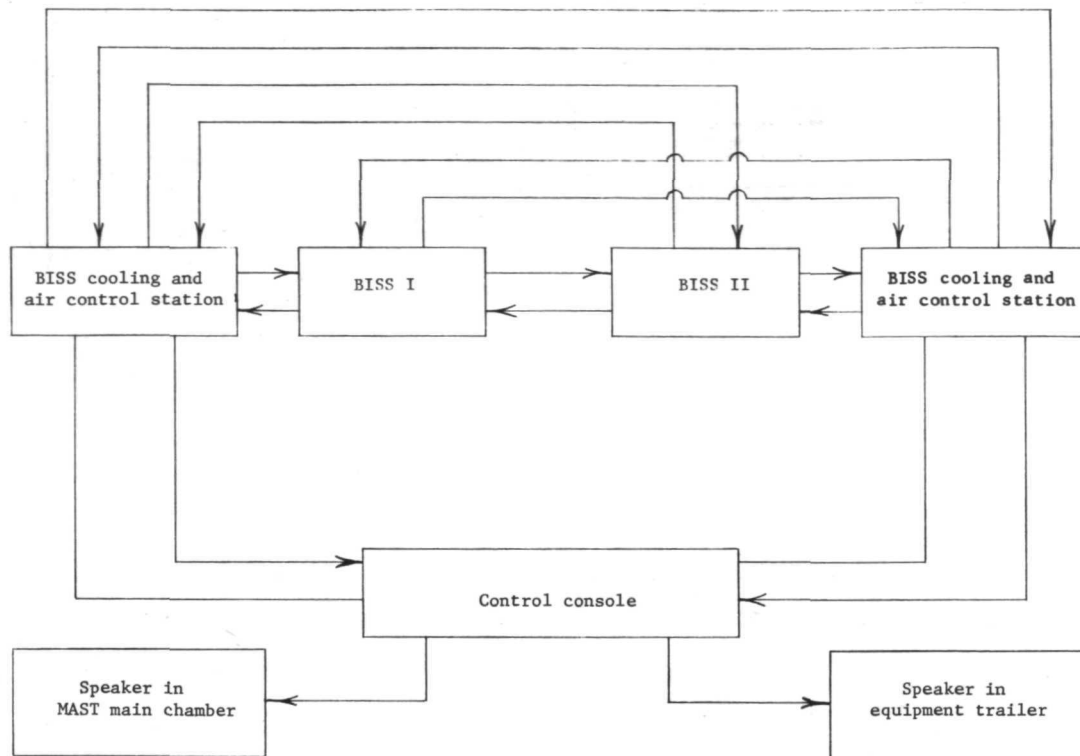 BISS cooling and
air control station
BISS I
BISS II
BISS cooling and
air control station
Control console
Speaker in
MAST main chamber
Speaker in
equipment trailer